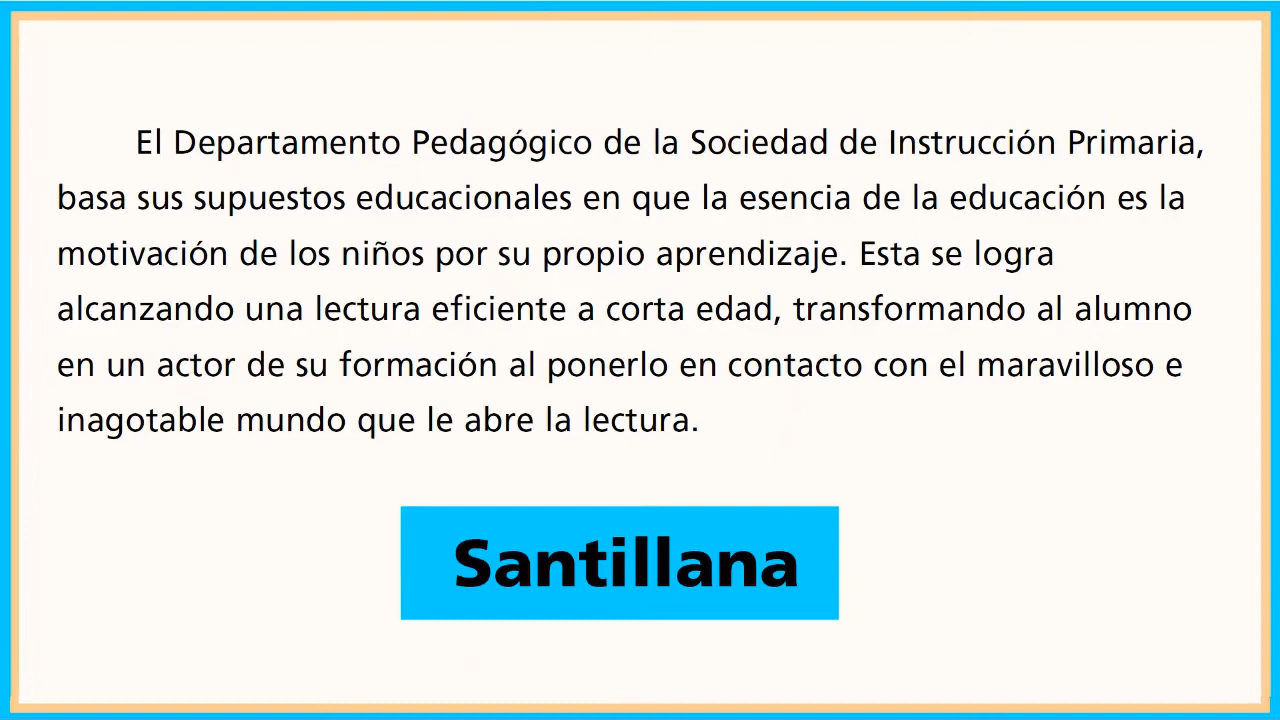 El Departamento Pedagógico de la Sociedad de Instrucción Primaria,
basa sus supuestos educacionales en que la esencia de la educación es la
motivación de los niños por su propio aprendizaje. Esta se logra
alcanzando una lectura eficiente a corta edad, transformando al alumno
en un actor de su formación al ponerlo en contacto con el maravilloso e
inagotable mundo que le abre la lectura.
Santillana